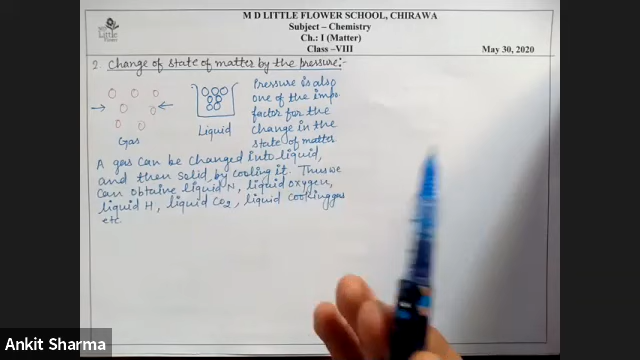 M D LITTLE FLOWER SCHOOL, CHIRAWA
Subject – Chemistry
Ch.: I (Matter)
Class –VIII
May 30, 2020
Little
Flower
2 Change of state of matter by the pressure:-
Gas
Liquid
Pressure is also
one of the impo.
factor for the
change in the
state of matter
A gas can be changed into liquid,
and then solid by cooling it. Thus we
can obtaine liquid N, liquid oxygen,
liquid H, liquid CO2, liquid cooking gas
etc.
Ankit Sharma